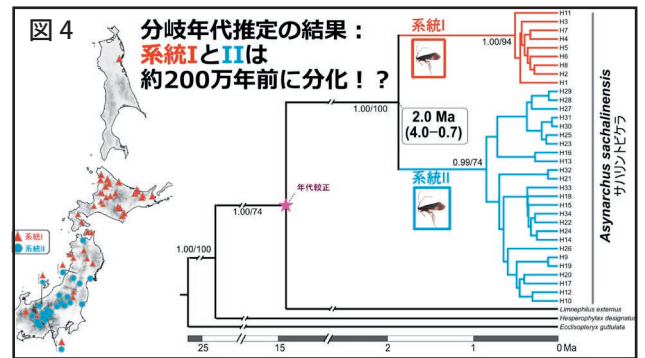 図 4
分岐年代推定の結果：
系統IとIIは
約200万年前に分化！？
系統I
1.00/94
1.00/100
2.0 Ma
(4.0–0.7)
0.99/74
系統II
年代較正
1.00/74
1.00/100
系統I
系統II
H11
H3
H7
H4
H5
H6
H8
H2
H1
H29
H28
H27
H31
H30
H25
H23
H16
H13
H32
H21
H33
H18
H15
H34
H22
H24
H14
H26
H9
H19
H20
H17
H12
H10
Asynarchus sachalinensis
サハリントビケラ
Limnephilus externus
Hesperophylax designatus
Ecclisopteryx guttulata
25
15
2
1
0 Ma